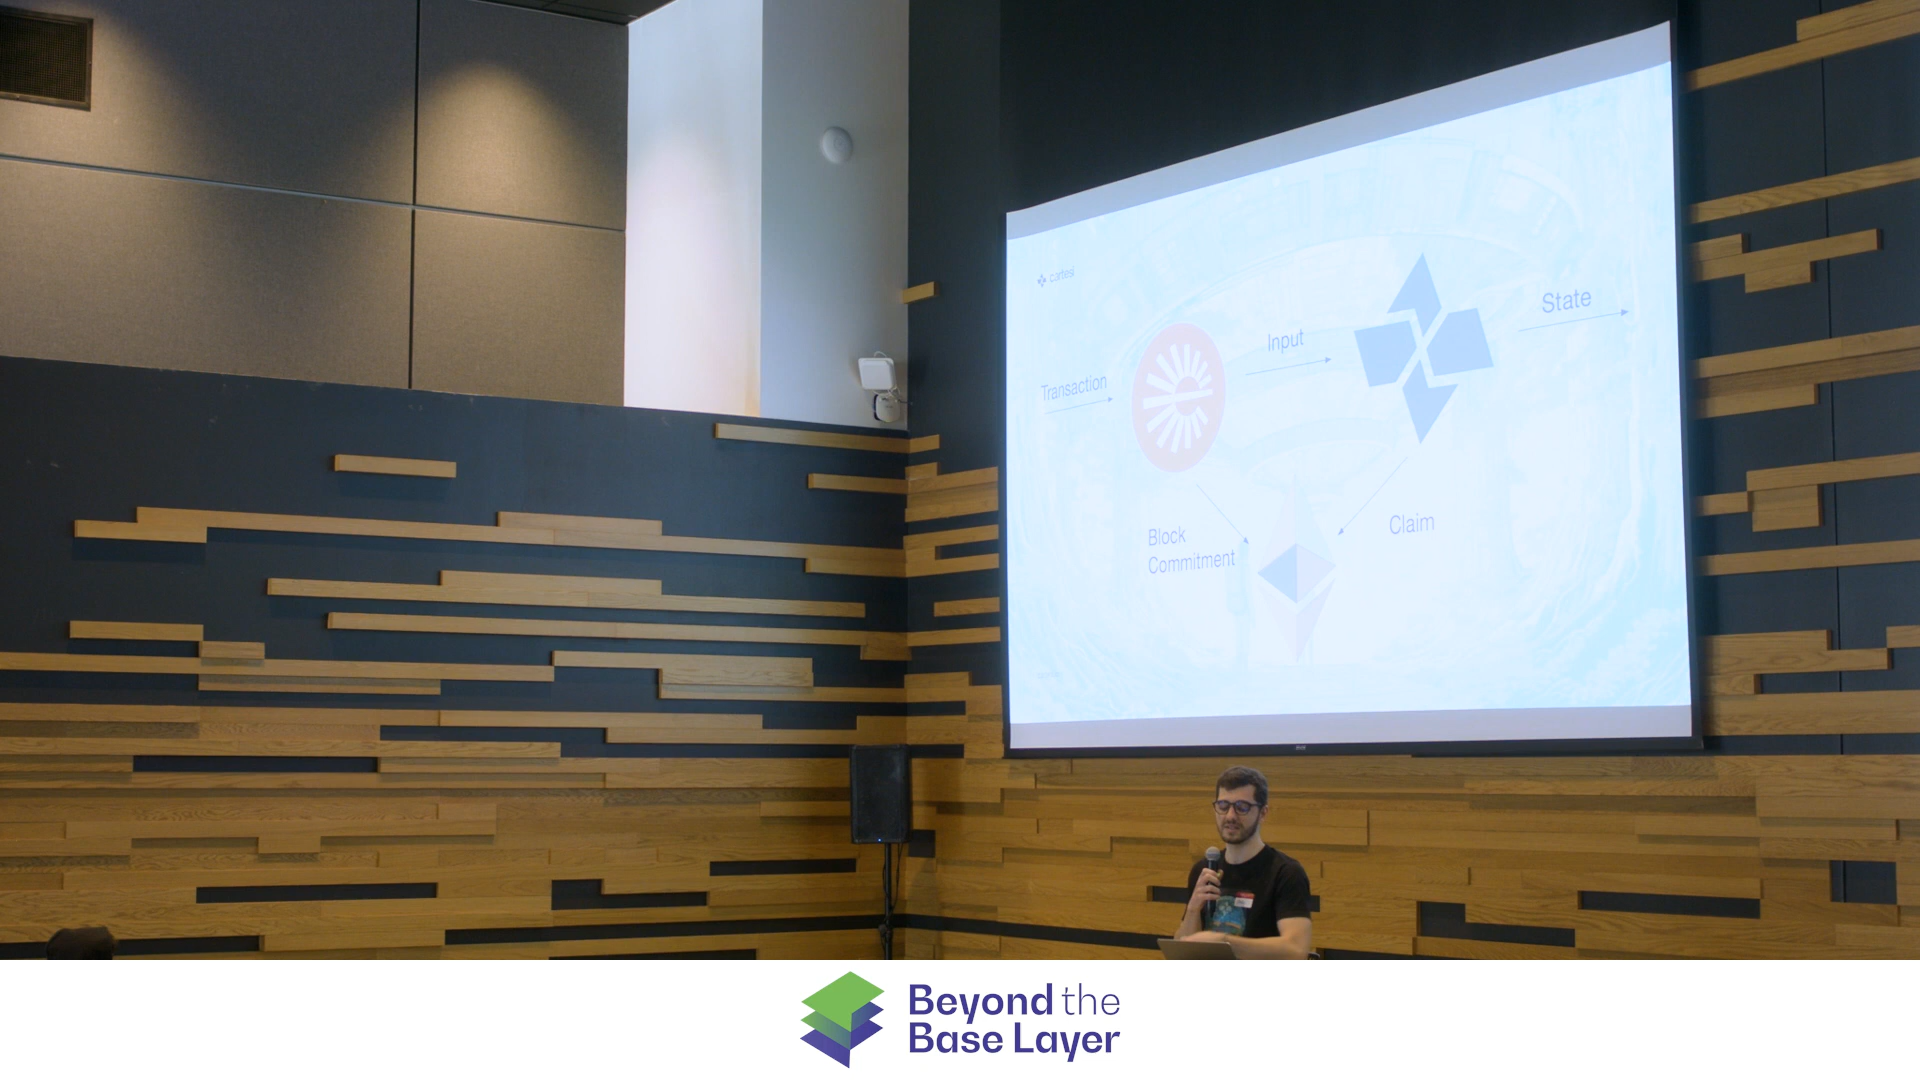 cartesi
Transaction
Input
State
Block
Commitment
Claim
Beyond the
Base Layer